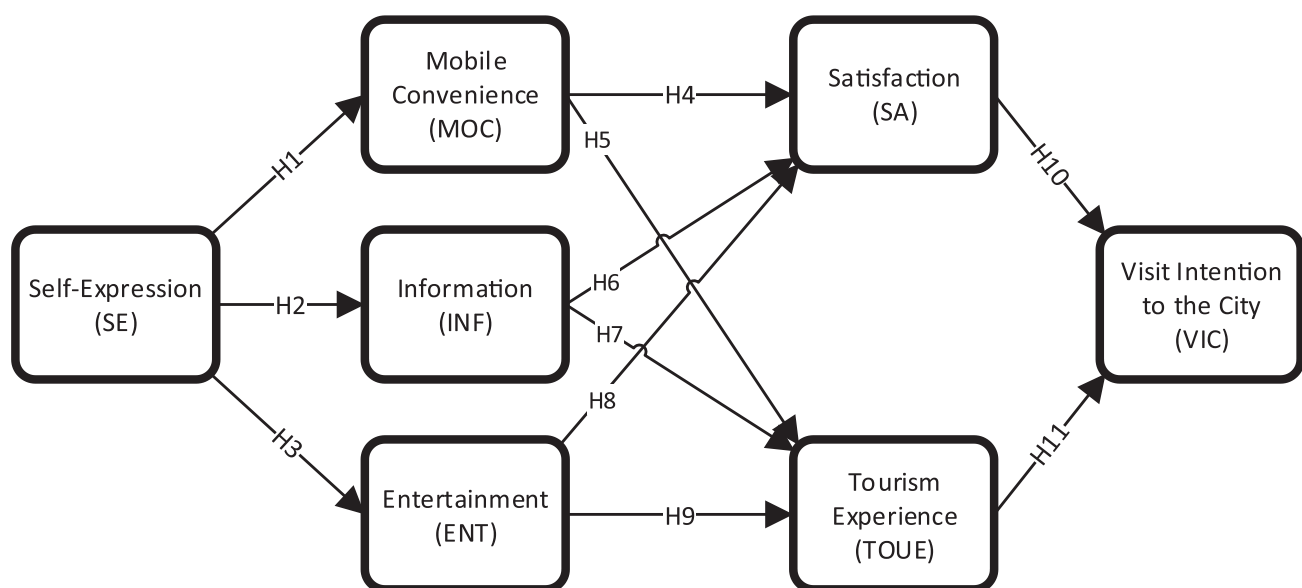 Mobile
Convenience
(MOC)
Satisfaction
(SA)
H4
H5
H1
H10
Self-Expression
(SE)
H2
Information
(INF)
H6
H7
Visit Intention
to the City
(VIC)
H8
H3
H11
Entertainment
(ENT)
H9
Tourism
Experience
(TOUE)